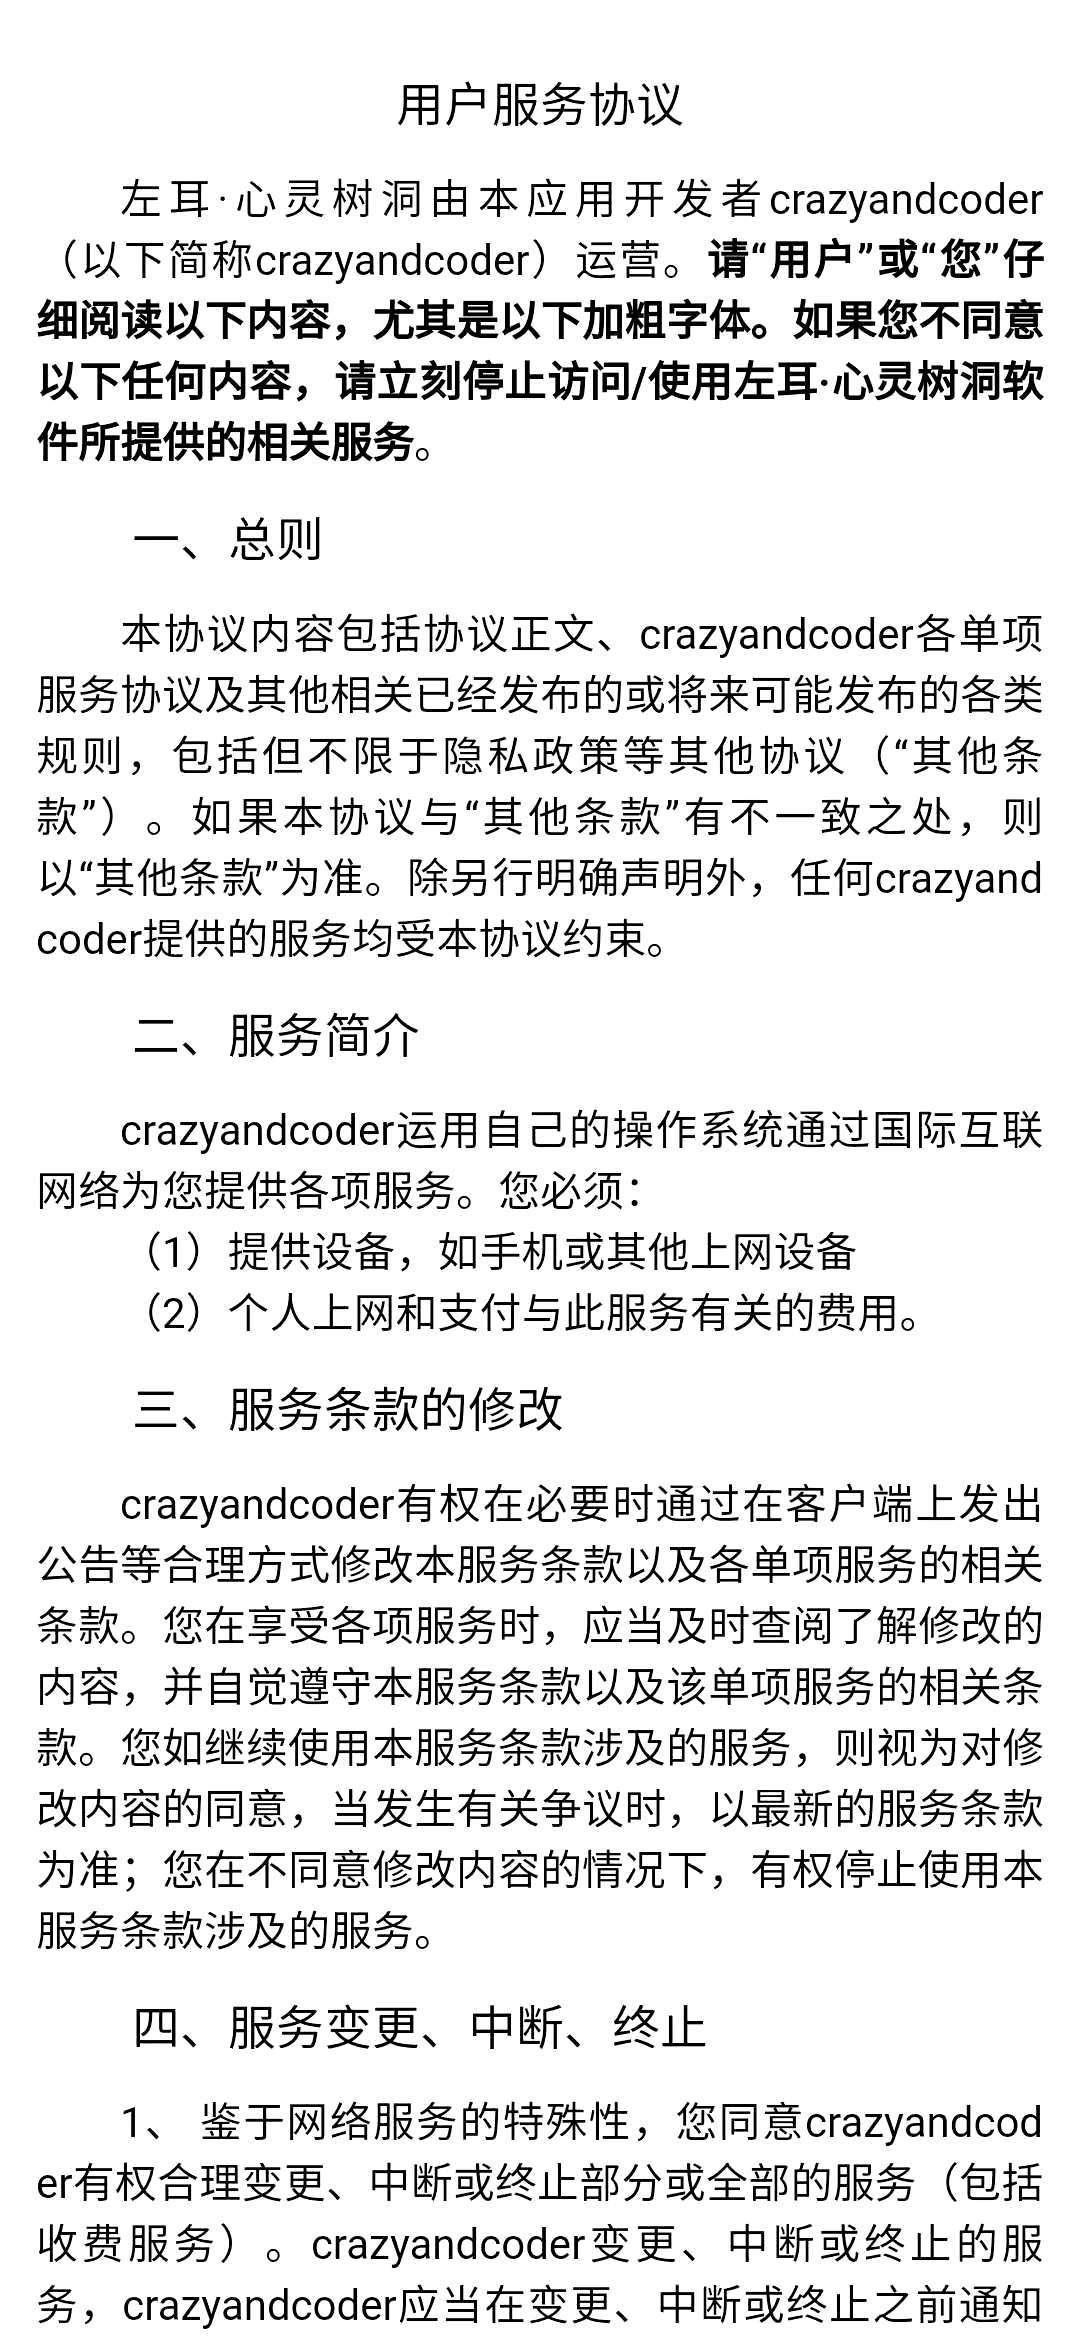 用户服务协议
左耳·心灵树洞由本应用开发者crazyandcoder
（以下简称crazyandcoder）运营。请“用户”或“您”仔
细阅读以下内容，尤其是以下加粗字体。如果您不同意
以下任何内容，请立刻停止访问/使用左耳·心灵树洞软
件所提供的相关服务。
一、总则
本协议内容包括协议正文、crazyandcoder各单项
服务协议及其他相关已经发布的或将来可能发布的各类
规则，包括但不限于隐私政策等其他协议（“其他条
款”）。如果本协议与“其他条款”有不一致之处，则
以“其他条款”为准。除另行明确声明外，任何crazyand
coder提供的服务均受本协议约束。
二、服务简介
crazyandcoder运用自己的操作系统通过国际互联
网络为您提供各项服务。您必须：
（1）提供设备，如手机或其他上网设备
（2）个人上网和支付与此服务有关的费用。
三、服务条款的修改
crazyandcoder有权在必要时通过在客户端上发出
公告等合理方式修改本服务条款以及各单项服务的相关
条款。您在享受各项服务时，应当及时查阅了解修改的
内容，并自觉遵守本服务条款以及该单项服务的相关条
款。您如继续使用本服务条款涉及的服务，则视为对修
改内容的同意，当发生有关争议时，以最新的服务条款
为准；您在不同意修改内容的情况下，有权停止使用本
服务条款涉及的服务。
四、服务变更、中断、终止
1、 鉴于网络服务的特殊性，您同意crazyandcod
er有权合理变更、中断或终止部分或全部的服务（包括
收费服务）。crazyandcoder变更、中断或终止的服
务，crazyandcoder应当在变更、中断或终止之前通知